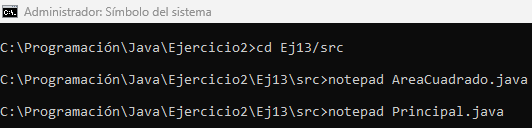 Administrador: Símbolo del sistema
C:\Programación\Java\Ejercicio2>cd Ej13/src
C:\Programación\Java\Ejercicio2\Ej13\src>notepad AreaCuadrado.java
C:\Programación\Java\Ejercicio2\Ej13\src>notepad Principal.java